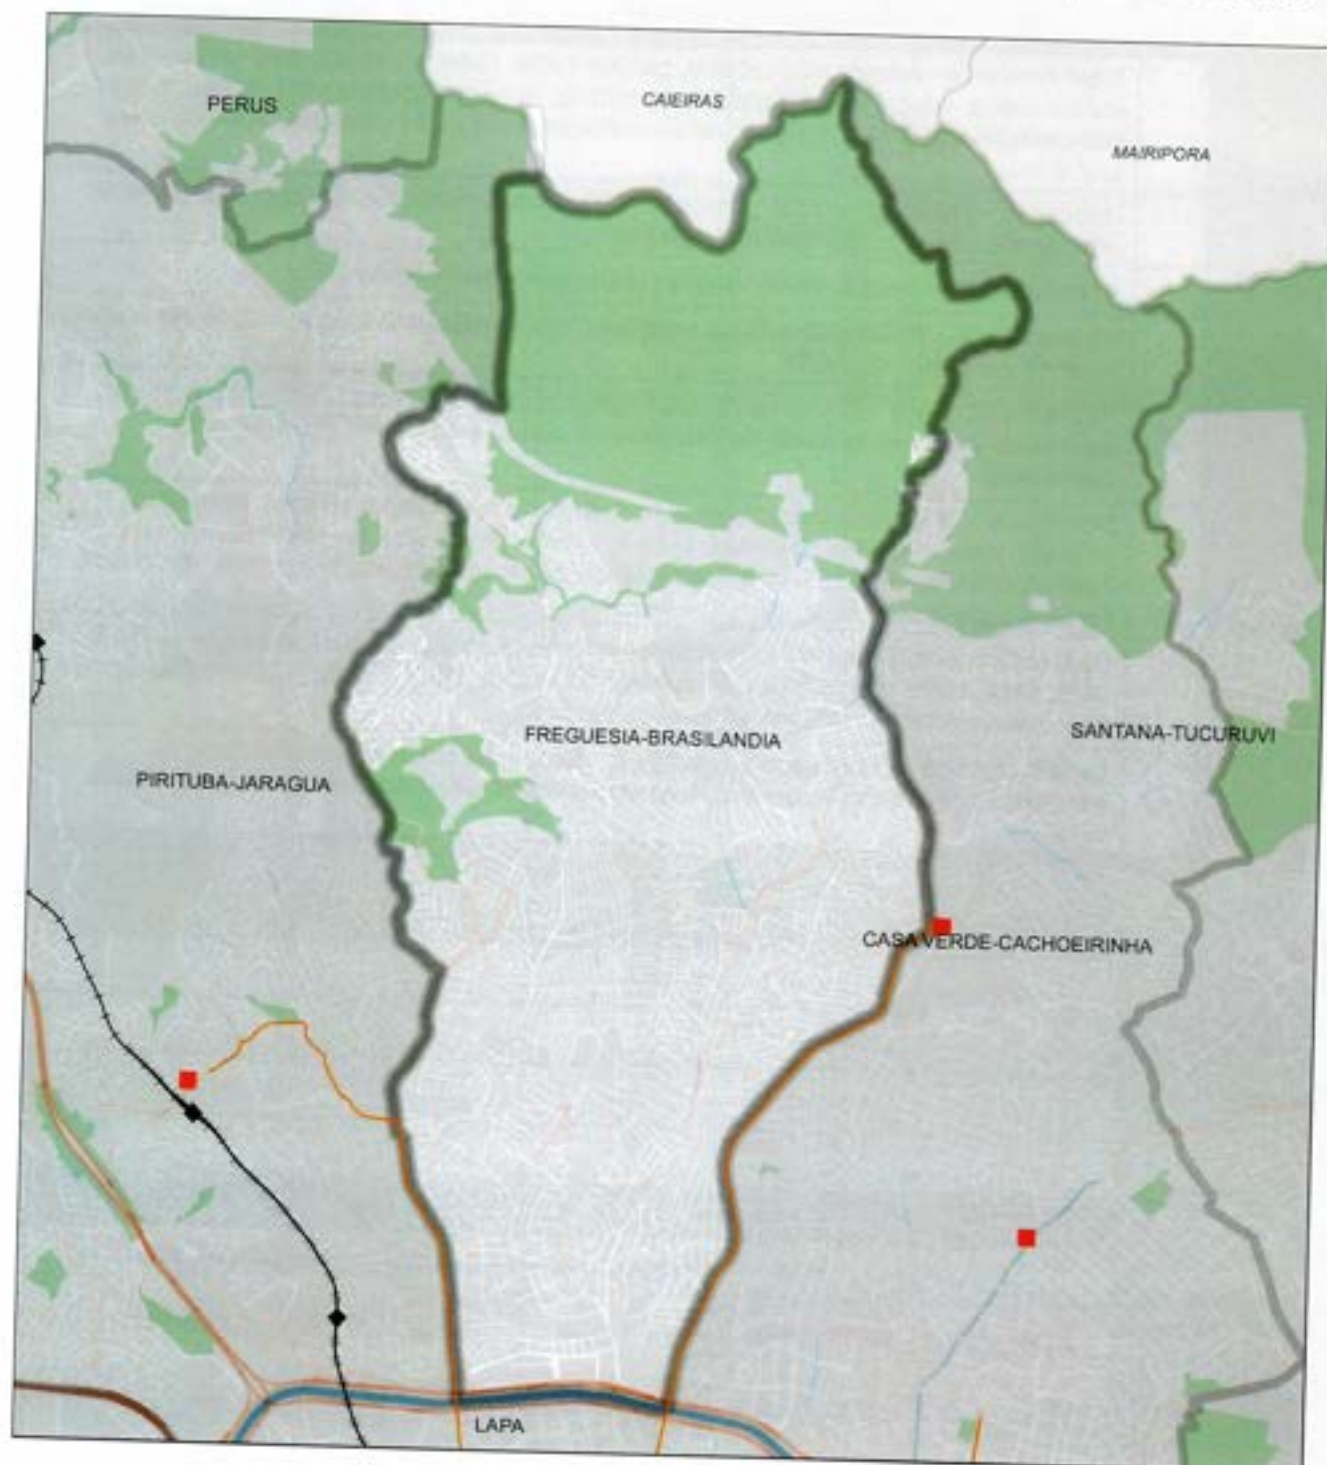 CAIEIRAS
PERUS
MAIRIPORA
SANTANA-TUCURUVI
FREGUESIA-BRASILANDIA
PIRITUBA-JARAGUA
CASA VERDE-CACHOEIRINHA
LAPA